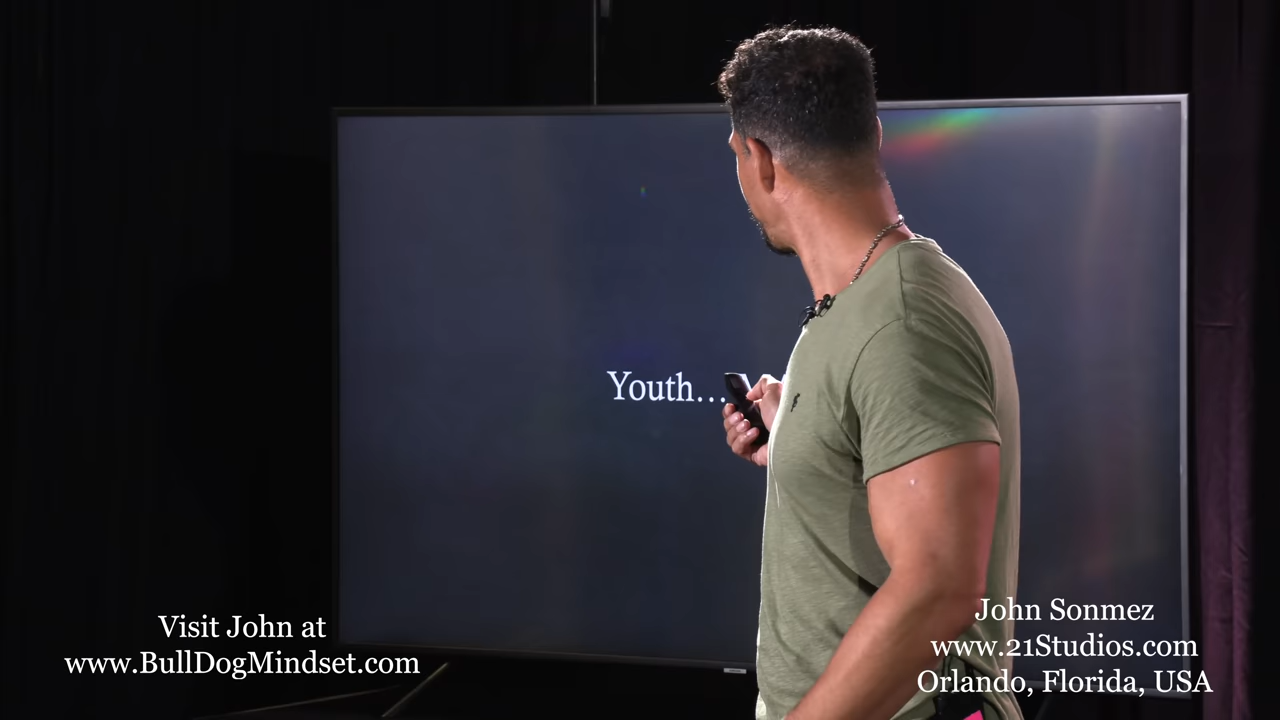 Youth...
Visit John at
www.BullDogMindset.com
John Sonmez
www.21Studios.com
Orlando, Florida, USA